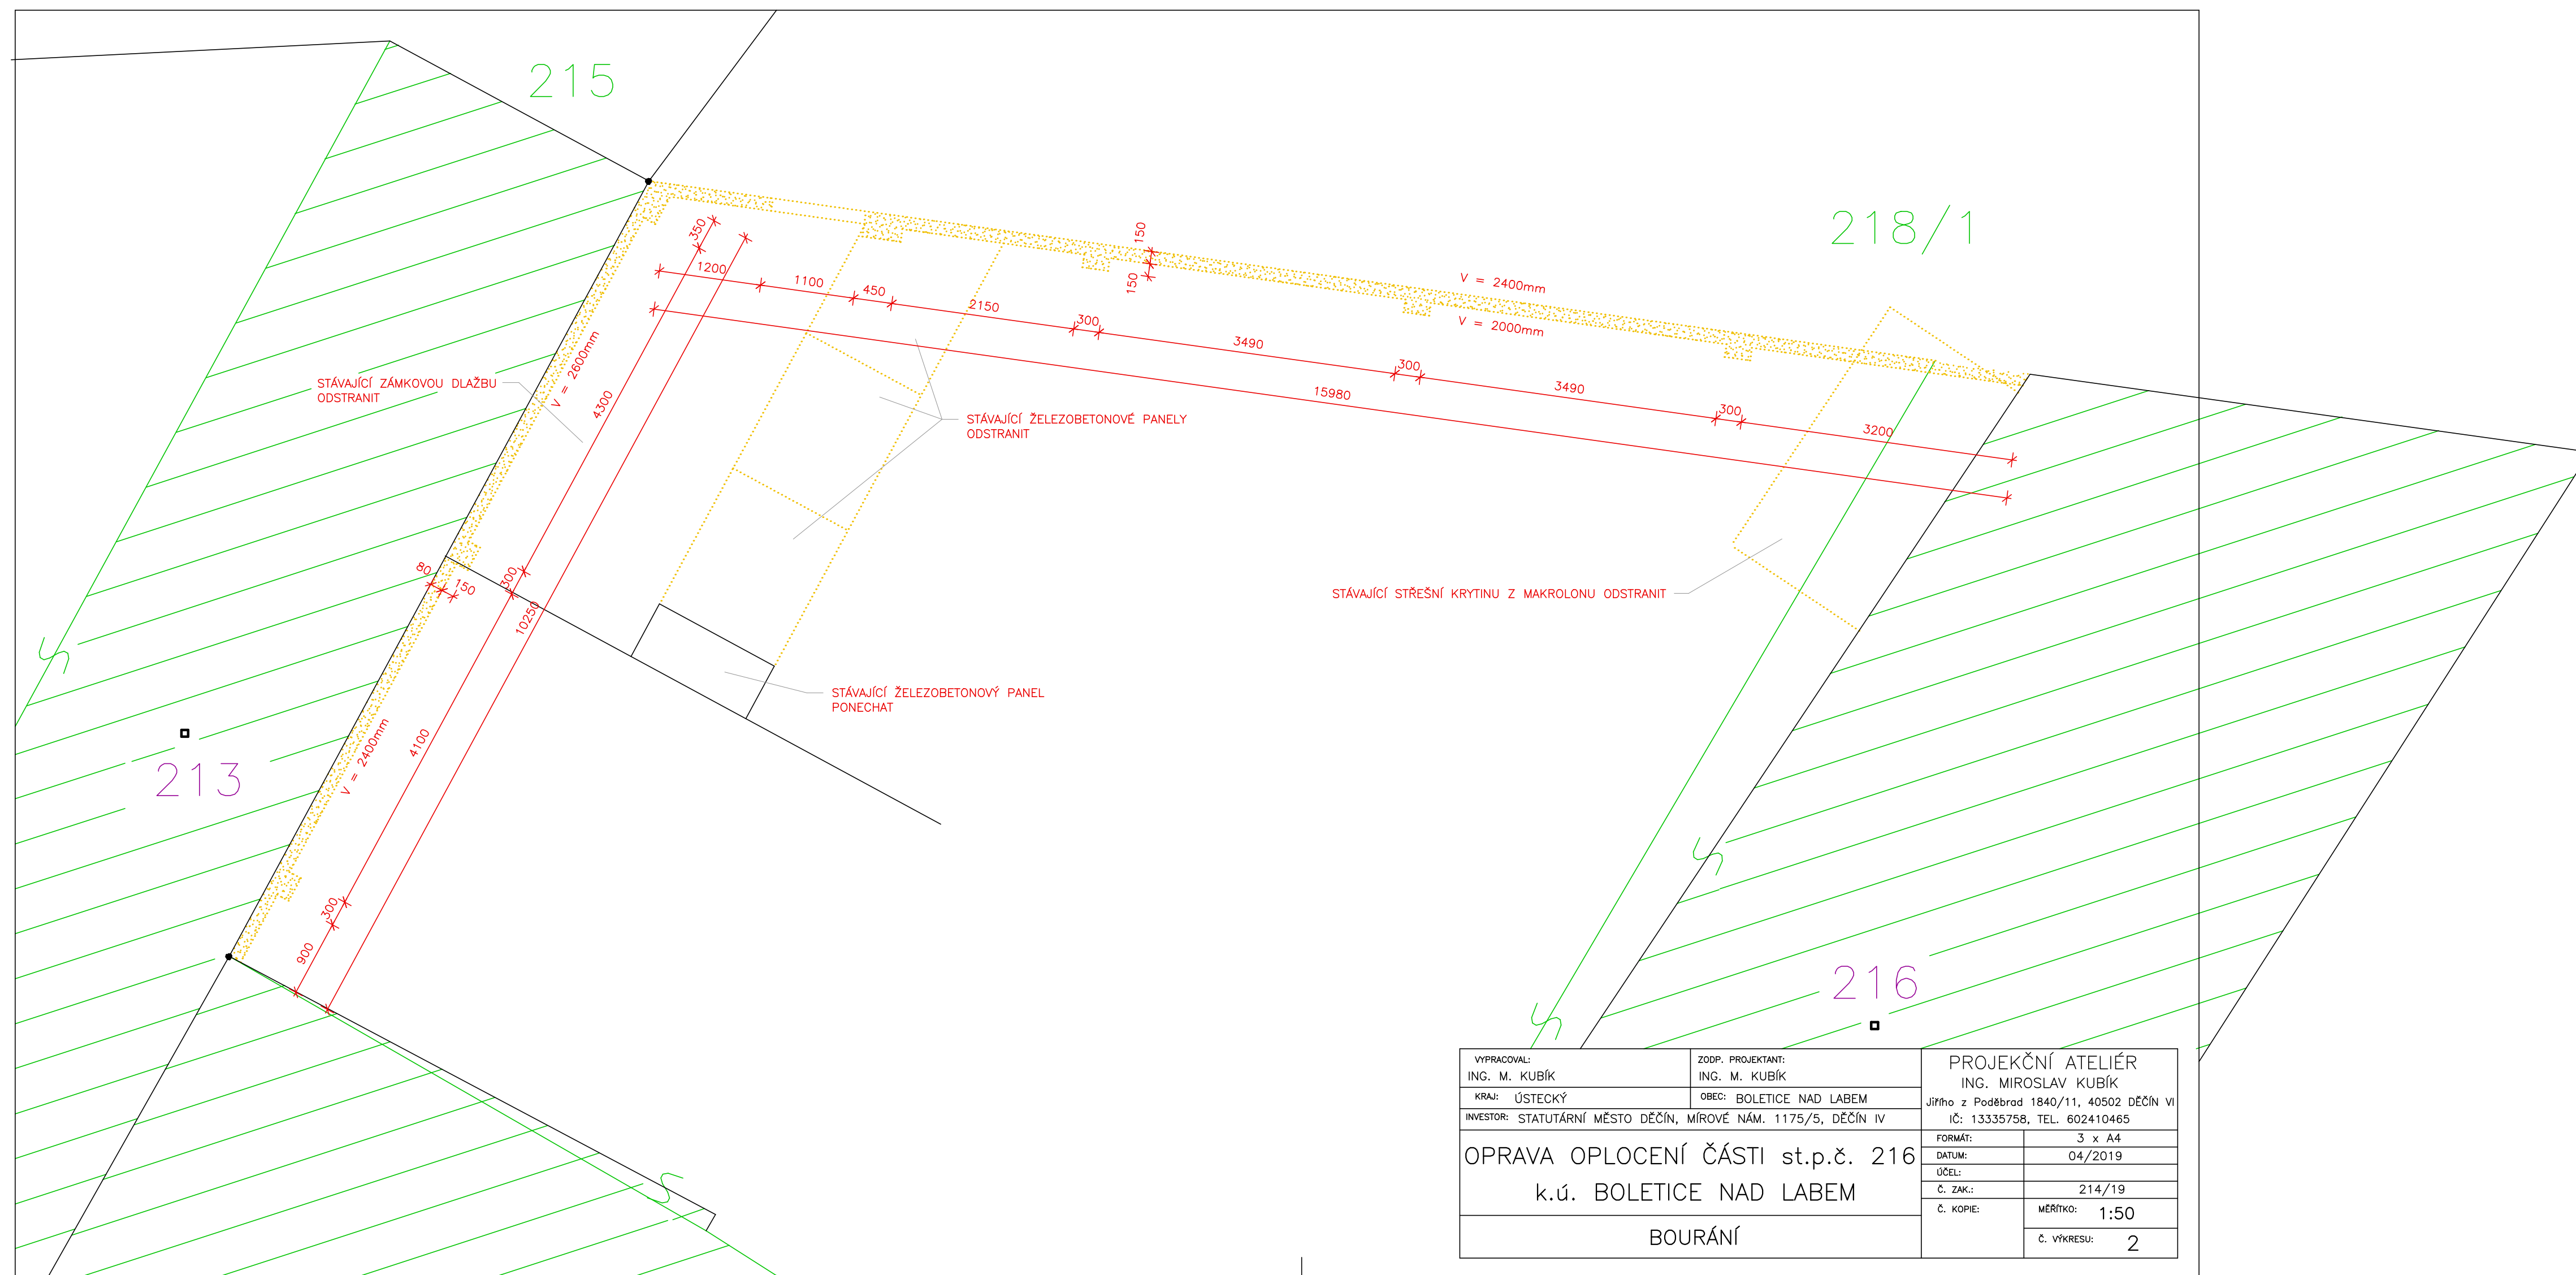 215
218/1
350
150
150
1200
1100
450
2150
300
3490
300
3490
300
3200
15980
V = 2400mm
V = 2000mm
V = 2600mm
4300
STÁVAJÍCÍ ZÁMKOVOU DLAŽBU
ODSTRANIT
STÁVAJÍCÍ ŽELEZOBETONOVÉ PANELY
ODSTRANIT
80
150
300
10250
STÁVAJÍCÍ STŘEŠNÍ KRYTINU Z MAKROLONU ODSTRANIT
STÁVAJÍCÍ ŽELEZOBETONOVÝ PANEL
PONECHAT
V = 2400mm
4100
213
300
900
216
VYPRACOVAL:
ING. M. KUBÍK
ZODP. PROJEKTANT:
ING. M. KUBÍK
KRAJ: ÚSTECKÝ
OBEC: BOLETICE NAD LABEM
INVESTOR: STATUTÁRNÍ MĚSTO DĚČÍN, MÍROVÉ NÁM. 1175/5, DĚČÍN IV
PROJEKČNÍ ATELIÉR
ING. MIROSLAV KUBÍK
Jiřího z Poděbrad 1840/11, 40502 DĚČÍN VI
IČ: 13335758, TEL. 602410465
OPRAVA OPLOCENÍ ČÁSTI st.p.č. 216
k.ú. BOLETICE NAD LABEM
BOURÁNÍ
FORMÁT: 3 x A4
DATUM: 04/2019
ÚČEL:
Č. ZAK.: 214/19
Č. KOPIE:
MĚŘÍTKO: 1:50
Č. VÝKRESU: 2